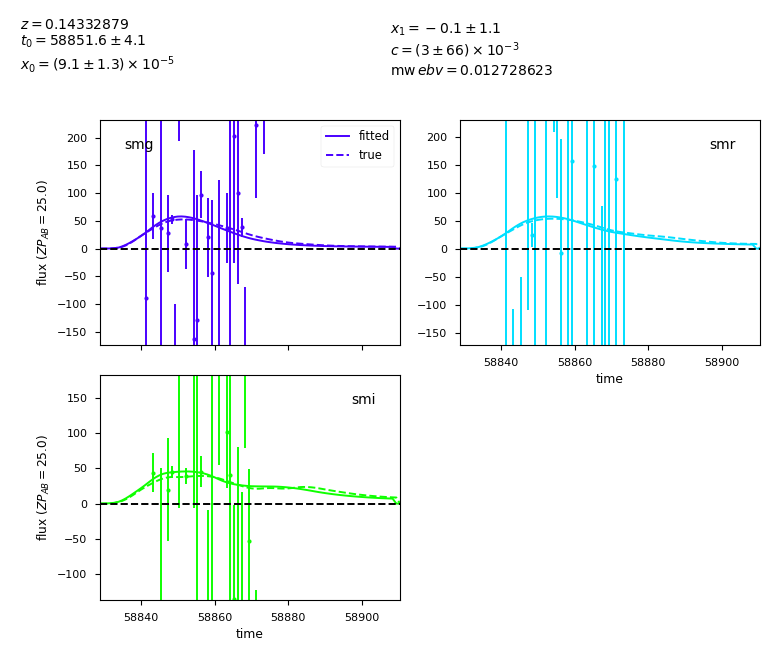 z = 0.14332879
t₀ = 58851.6 ± 4.1
x₀ = (9.1 ± 1.3) × 10⁻⁵
x₁ = −0.1 ± 1.1
c = (3 ± 66) × 10⁻³
mw ebv = 0.012728623
smg
fitted
true
200
150
100
50
0
−50
−100
−150
flux (ZP_AB = 25.0)
smr
200
150
100
50
0
−50
−100
−150
58840 58860 58880 58900
time
smi
150
100
50
0
−50
−100
flux (ZP_AB = 25.0)
58840 58860 58880 58900
time